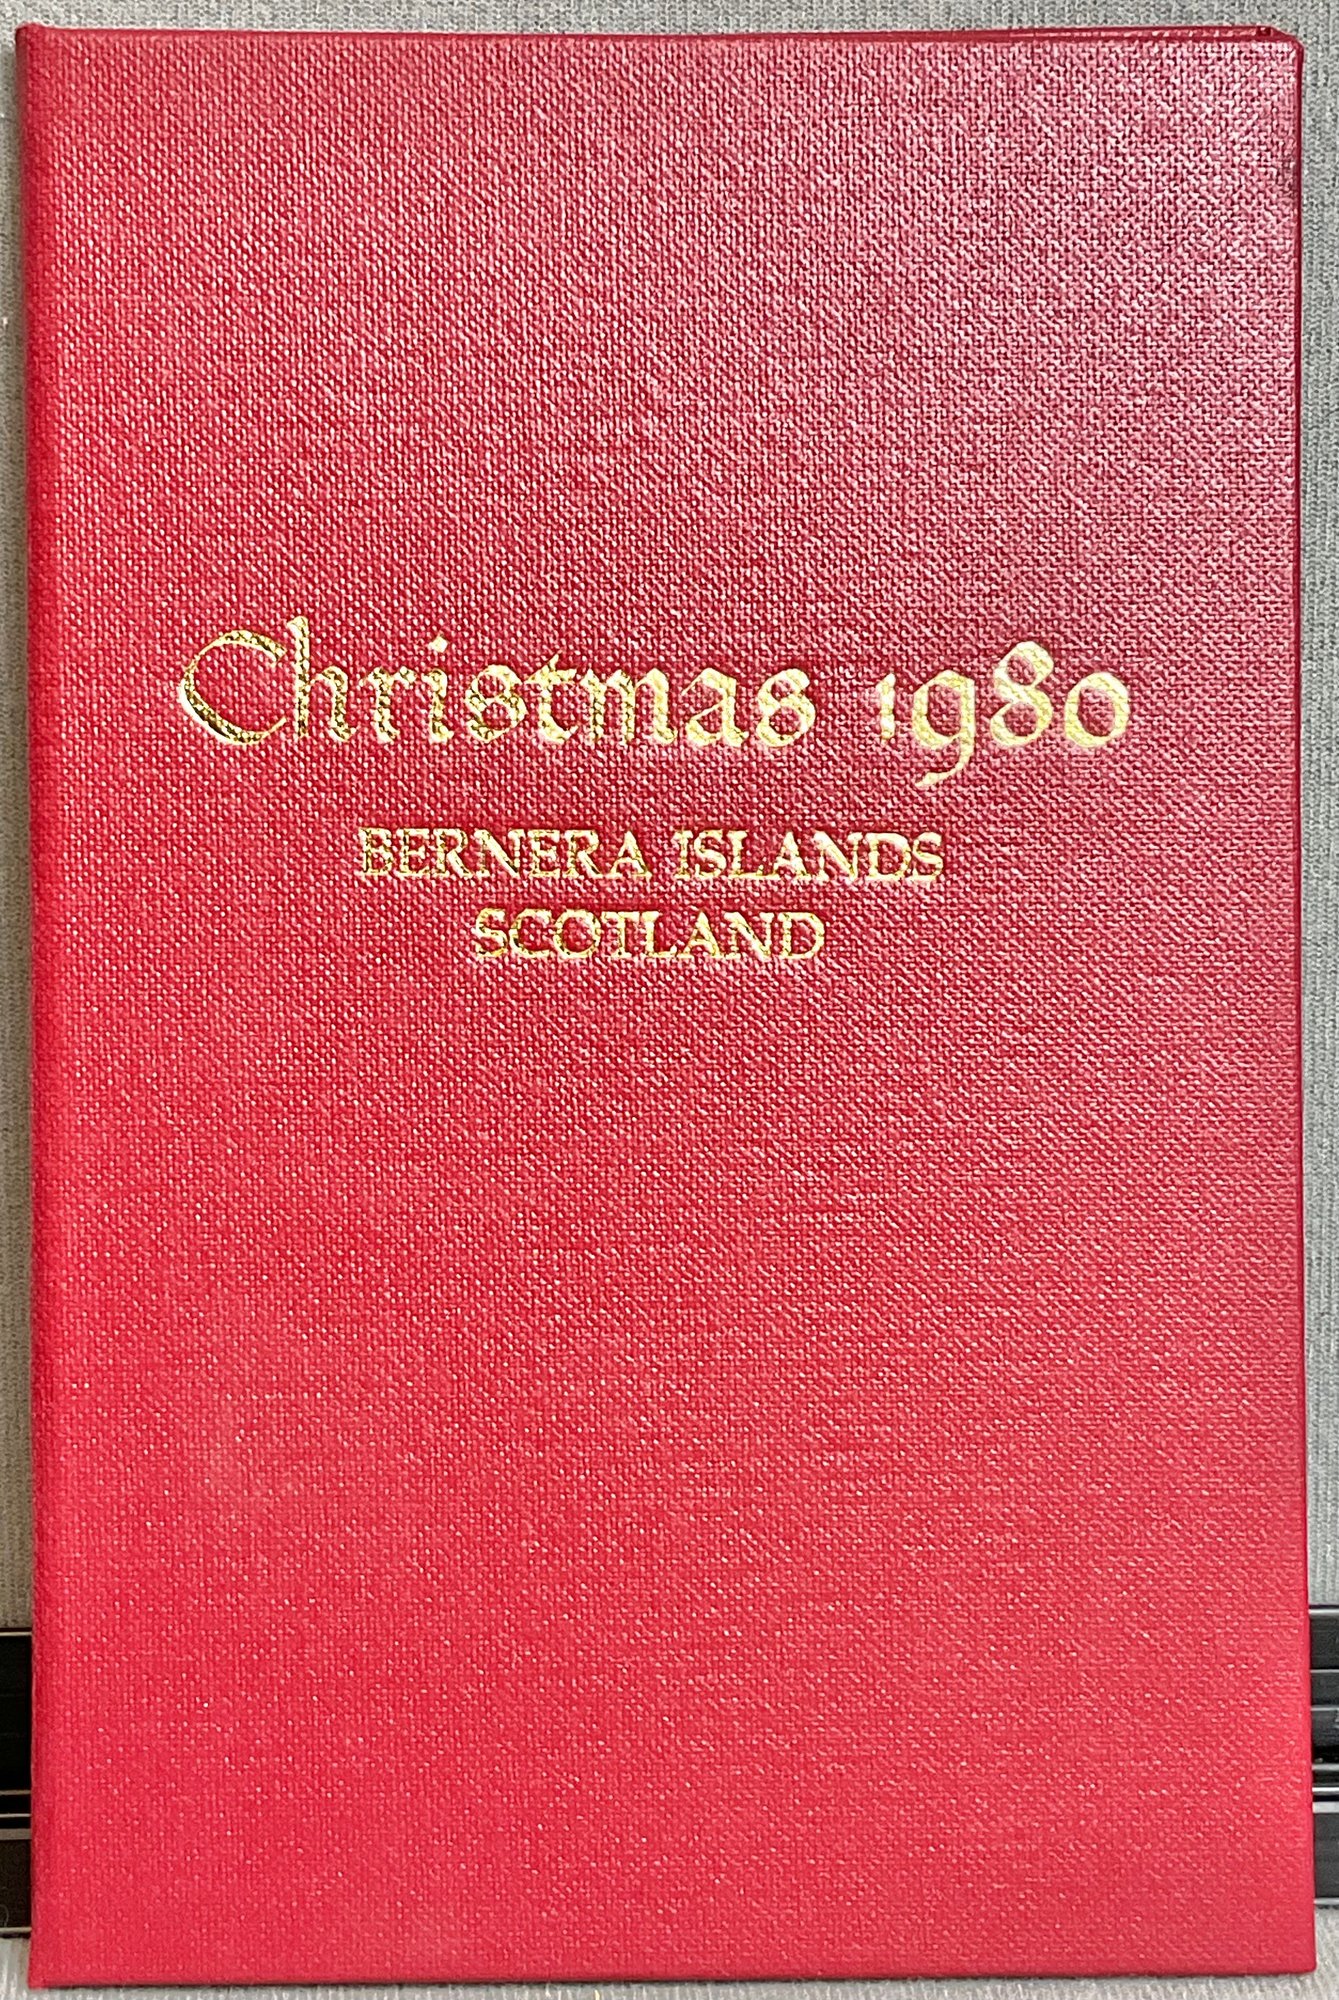 Christmas 1980
BERNERA ISLANDS
SCOTLAND